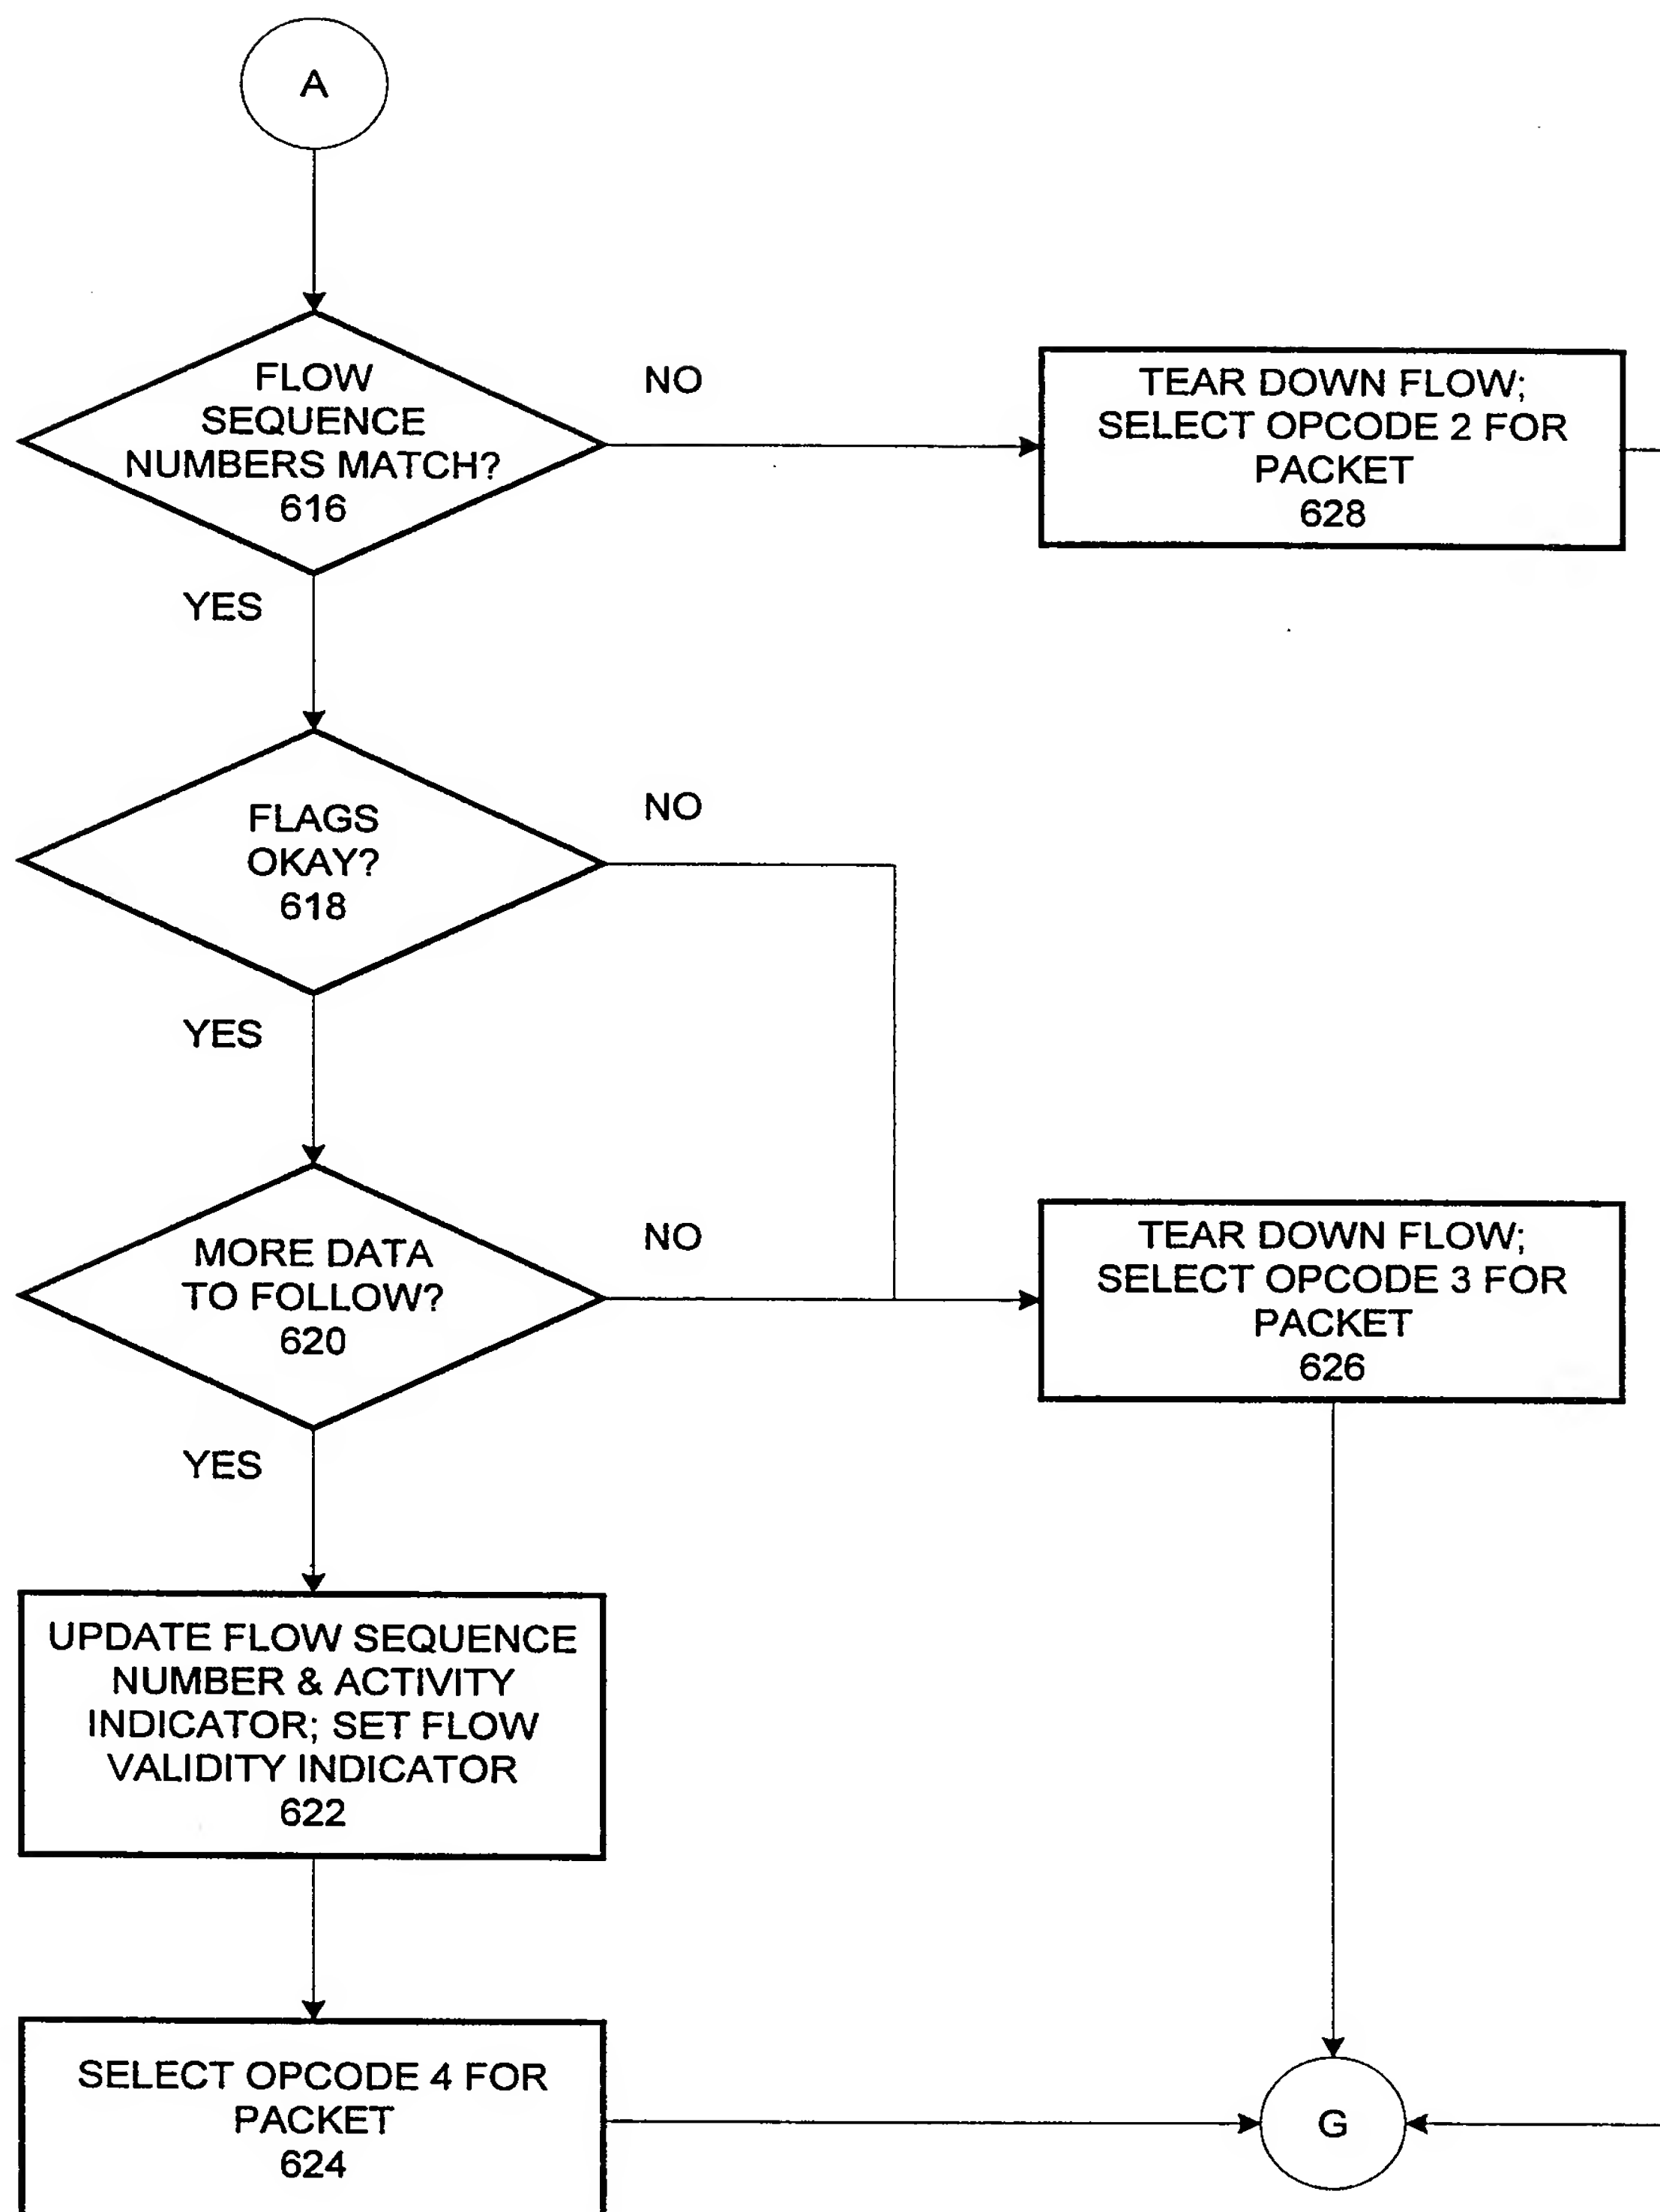 A
FLOW
SEQUENCE
NUMBERS MATCH?
616
NO
TEAR DOWN FLOW;
SELECT OPCODE 2 FOR
PACKET
628
YES
FLAGS
OKAY?
618
NO
YES
MORE DATA
TO FOLLOW?
620
NO
TEAR DOWN FLOW;
SELECT OPCODE 3 FOR
PACKET
626
YES
UPDATE FLOW SEQUENCE
NUMBER & ACTIVITY
INDICATOR; SET FLOW
VALIDITY INDICATOR
622
SELECT OPCODE 4 FOR
PACKET
624
G